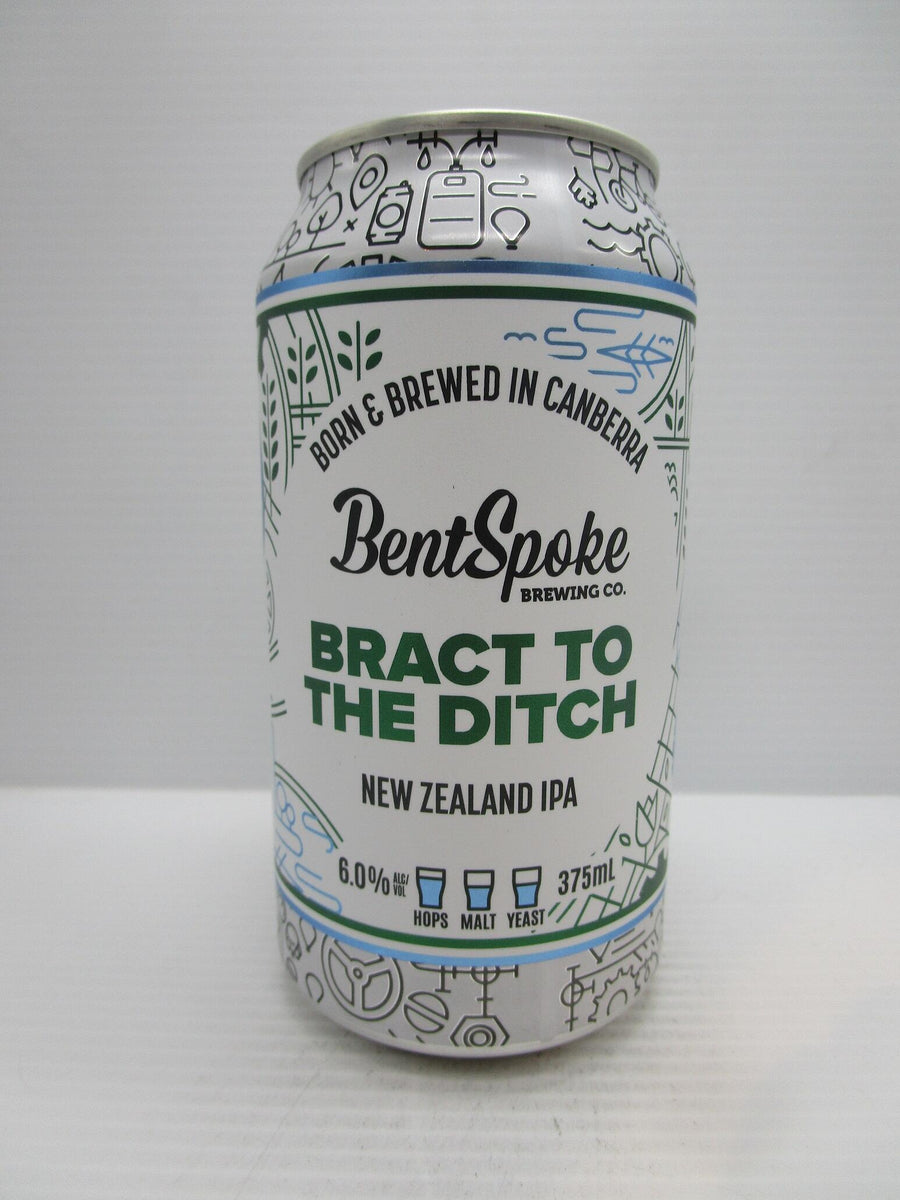 BORN & BREWED IN CANBERRA
BentSpoke
BREWING CO.
BRACT TO
THE DITCH
NEW ZEALAND IPA
6.0% ALC/VOL 375mL
HOPS MALT YEAST